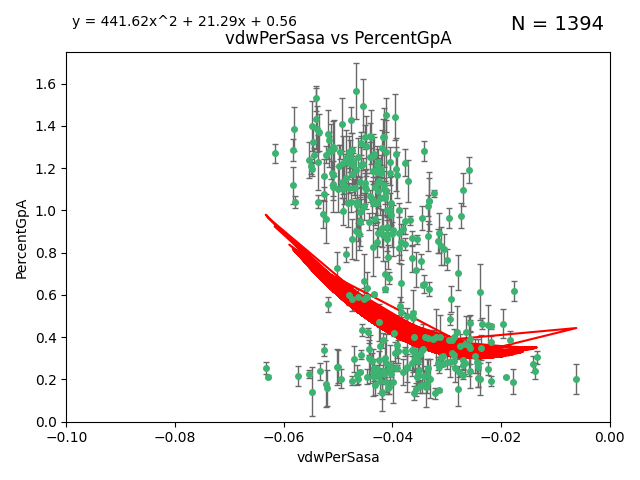 y = 441.62x^2 + 21.29x + 0.56
N = 1394
vdwPerSasa vs PercentGpA
PercentGpA
1.6
1.4
1.2
1.0
0.8
0.6
0.4
0.2
0.0
−0.10 −0.08 −0.06 −0.04 −0.02 0.00
vdwPerSasa